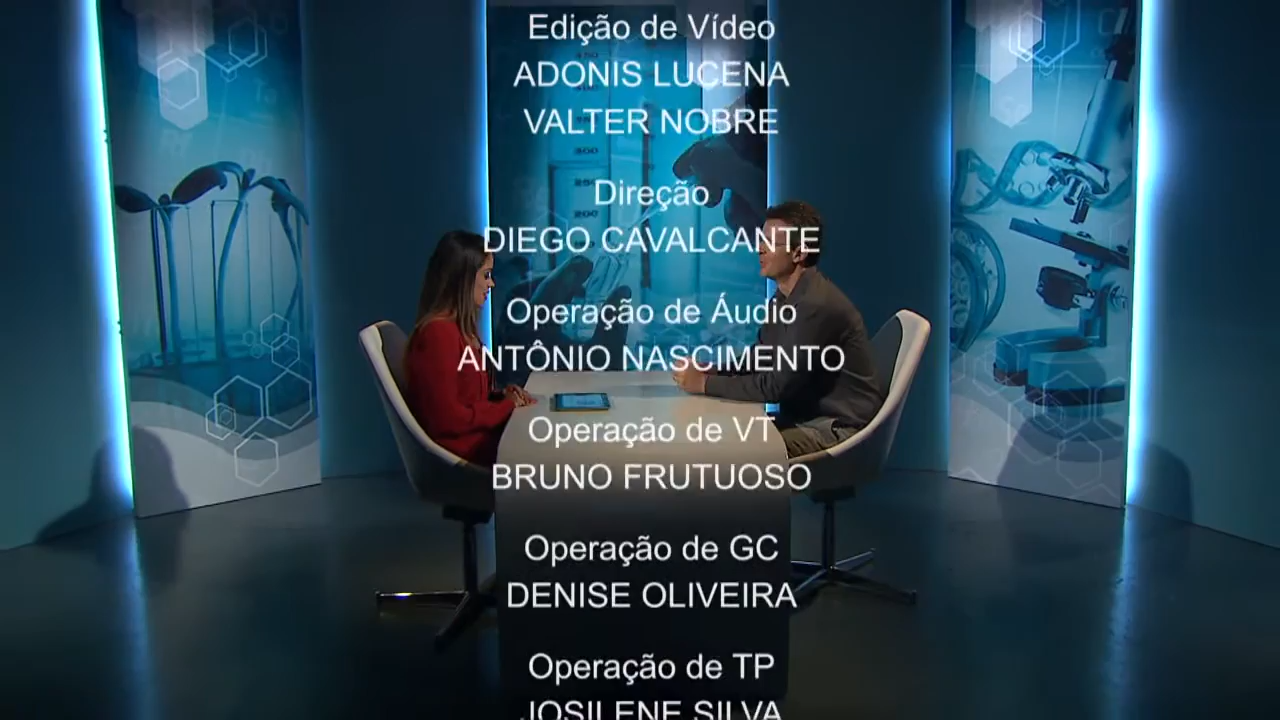 Edição de Vídeo
ADONIS LUCENA
VALTER NOBRE
Direção
DIEGO CAVALCANTE
Operação de Áudio
ANTÔNIO NASCIMENTO
Operação de VT
BRUNO FRUTUOSO
Operação de GC
DENISE OLIVEIRA
Operação de TP
JOSILENE SILVA